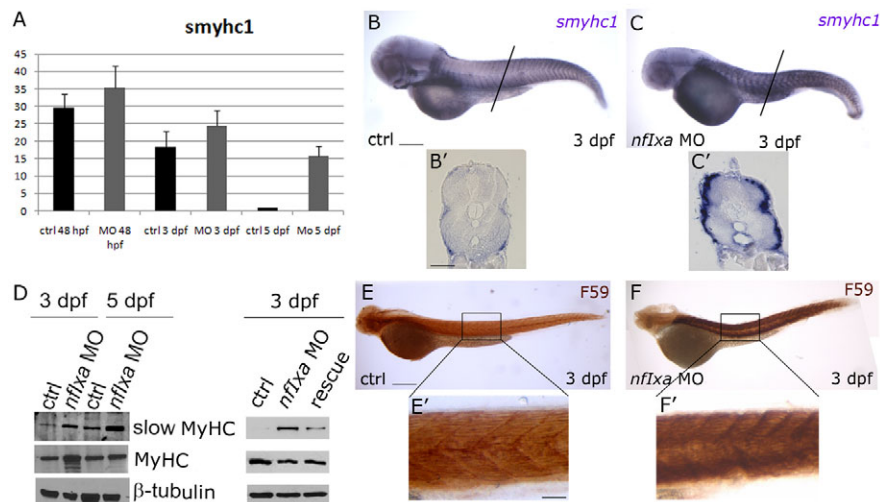 A
smyhc1
45
40
35
30
25
20
15
10
5
0
ctrl 48 hpf
MO 48 hpf
ctrl 3 dpf
MO 3 dpf
ctrl 5 dpf
Mo 5 dpf
B
smyhc1
ctrl
3 dpf
B'
C
smyhc1
nfIxa MO
3 dpf
C'
D
3 dpf
5 dpf
ctrl
nfIxa MO
ctrl
nfIxa MO
3 dpf
ctrl
nfIxa MO
rescue
slow MyHC
MyHC
β-tubulin
E
F59
ctrl
3 dpf
E'
F
F59
nfIxa MO
3 dpf
F'